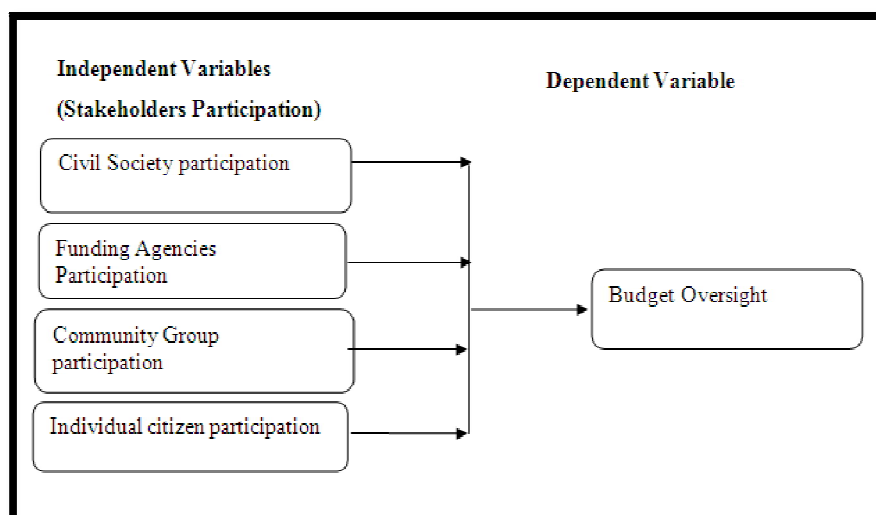 Independent Variables
(Stakeholders Participation)
Dependent Variable
Civil Society participation
Funding Agencies
Participation
Community Group
participation
Individual citizen participation
Budget Oversight